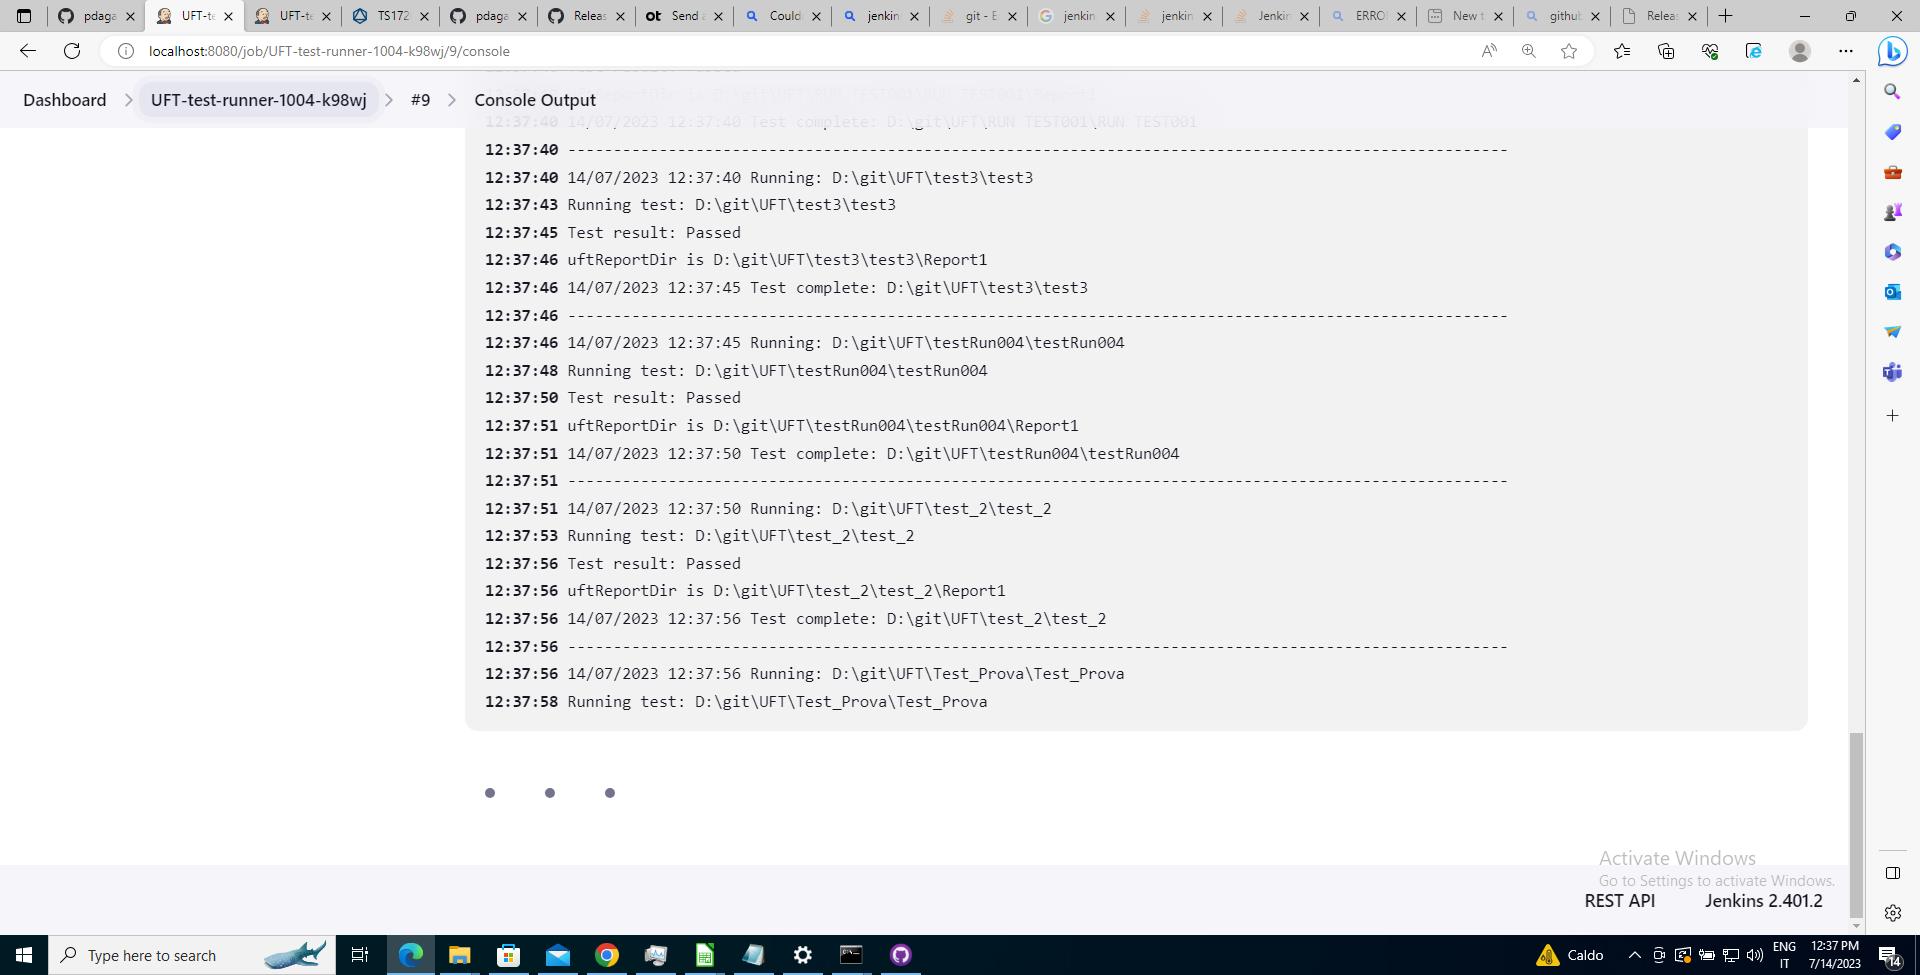 pdaga
UFT-te
UFT-te
TS172
pdaga
Releas
Send a
Could
jenkin
git - E
jenkin
jenkin
Jenkin
ERRO
New t
github
Releas
localhost:8080/job/UFT-test-runner-1004-k98wj/9/console
Dashboard > UFT-test-runner-1004-k98wj > #9 > Console Output
12:37:40 14/07/2023 12:37:40 Test complete: D:\git\UFT\RUN_TEST001\RUN_TEST001
12:37:40 -------------------------------------------------------------------------------------------------------
12:37:40 14/07/2023 12:37:40 Running: D:\git\UFT\test3\test3
12:37:43 Running test: D:\git\UFT\test3\test3
12:37:45 Test result: Passed
12:37:46 uftReportDir is D:\git\UFT\test3\test3\Report1
12:37:46 14/07/2023 12:37:45 Test complete: D:\git\UFT\test3\test3
12:37:46 -------------------------------------------------------------------------------------------------------
12:37:46 14/07/2023 12:37:45 Running: D:\git\UFT\testRun004\testRun004
12:37:48 Running test: D:\git\UFT\testRun004\testRun004
12:37:50 Test result: Passed
12:37:51 uftReportDir is D:\git\UFT\testRun004\testRun004\Report1
12:37:51 14/07/2023 12:37:50 Test complete: D:\git\UFT\testRun004\testRun004
12:37:51 -------------------------------------------------------------------------------------------------------
12:37:51 14/07/2023 12:37:50 Running: D:\git\UFT\test_2\test_2
12:37:53 Running test: D:\git\UFT\test_2\test_2
12:37:56 Test result: Passed
12:37:56 uftReportDir is D:\git\UFT\test_2\test_2\Report1
12:37:56 14/07/2023 12:37:56 Test complete: D:\git\UFT\test_2\test_2
12:37:56 -------------------------------------------------------------------------------------------------------
12:37:56 14/07/2023 12:37:56 Running: D:\git\UFT\Test_Prova\Test_Prova
12:37:58 Running test: D:\git\UFT\Test_Prova\Test_Prova
Activate Windows
Go to Settings to activate Windows.
REST API Jenkins 2.401.2
Type here to search
Caldo
ENG
IT
12:37 PM
7/14/2023
14